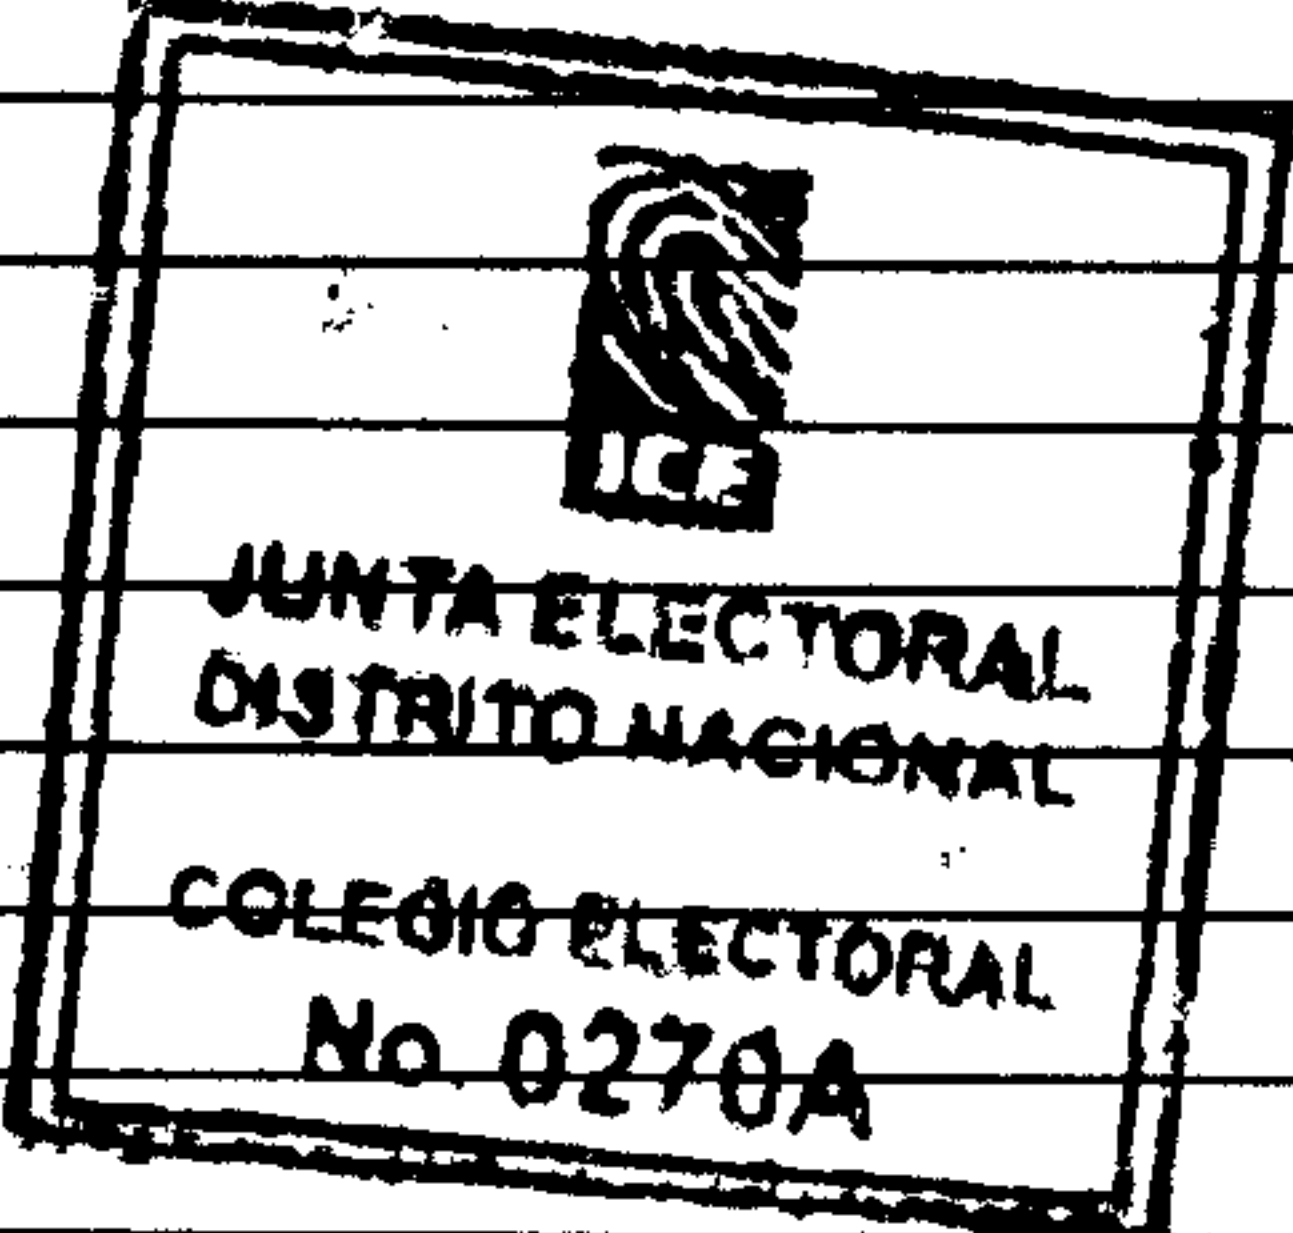 JCE
JUNTA ELECTORAL
DISTRITO NACIONAL
COLEGIO ELECTORAL
No. 0270A